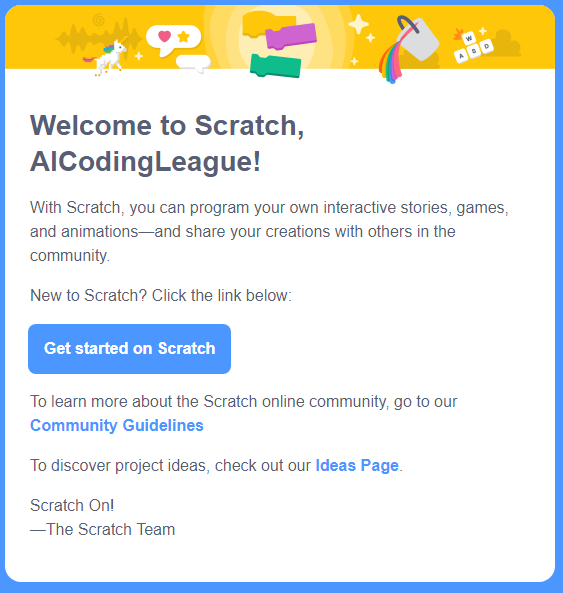 W
A S D
Welcome to Scratch,
AICodingLeague!
With Scratch, you can program your own interactive stories, games,
and animations—and share your creations with others in the
community.
New to Scratch? Click the link below:
Get started on Scratch
To learn more about the Scratch online community, go to our
Community Guidelines
To discover project ideas, check out our Ideas Page.
Scratch On!
—The Scratch Team